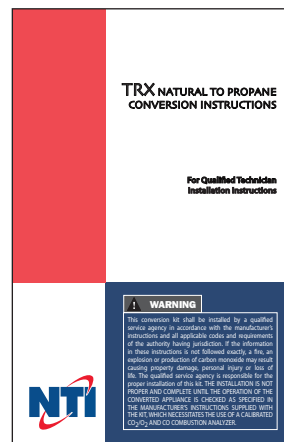 TRX NATURAL TO PROPANE
CONVERSION INSTRUCTIONS
For Qualified Technician
Installation Instructions
WARNING
This conversion kit shall be installed by a qualified
service agency in accordance with the manufacturer's
instructions and all applicable codes and requirements
of the authority having jurisdiction. If the information
in these instructions is not followed exactly, a fire, an
explosion or production of carbon monoxide may result
causing property damage, personal injury or loss of
life. The qualified service agency is responsible for the
proper installation of this kit. THE INSTALLATION IS NOT
PROPER AND COMPLETE UNTIL THE OPERATION OF THE
CONVERTED APPLIANCE IS CHECKED AS SPECIFIED IN
THE MANUFACTURER'S INSTRUCTIONS SUPPLIED WITH
THE KIT, WHICH NECESSITATES THE USE OF A CALIBRATED
CO₂/O₂ AND CO COMBUSTION ANALYZER.
NTI